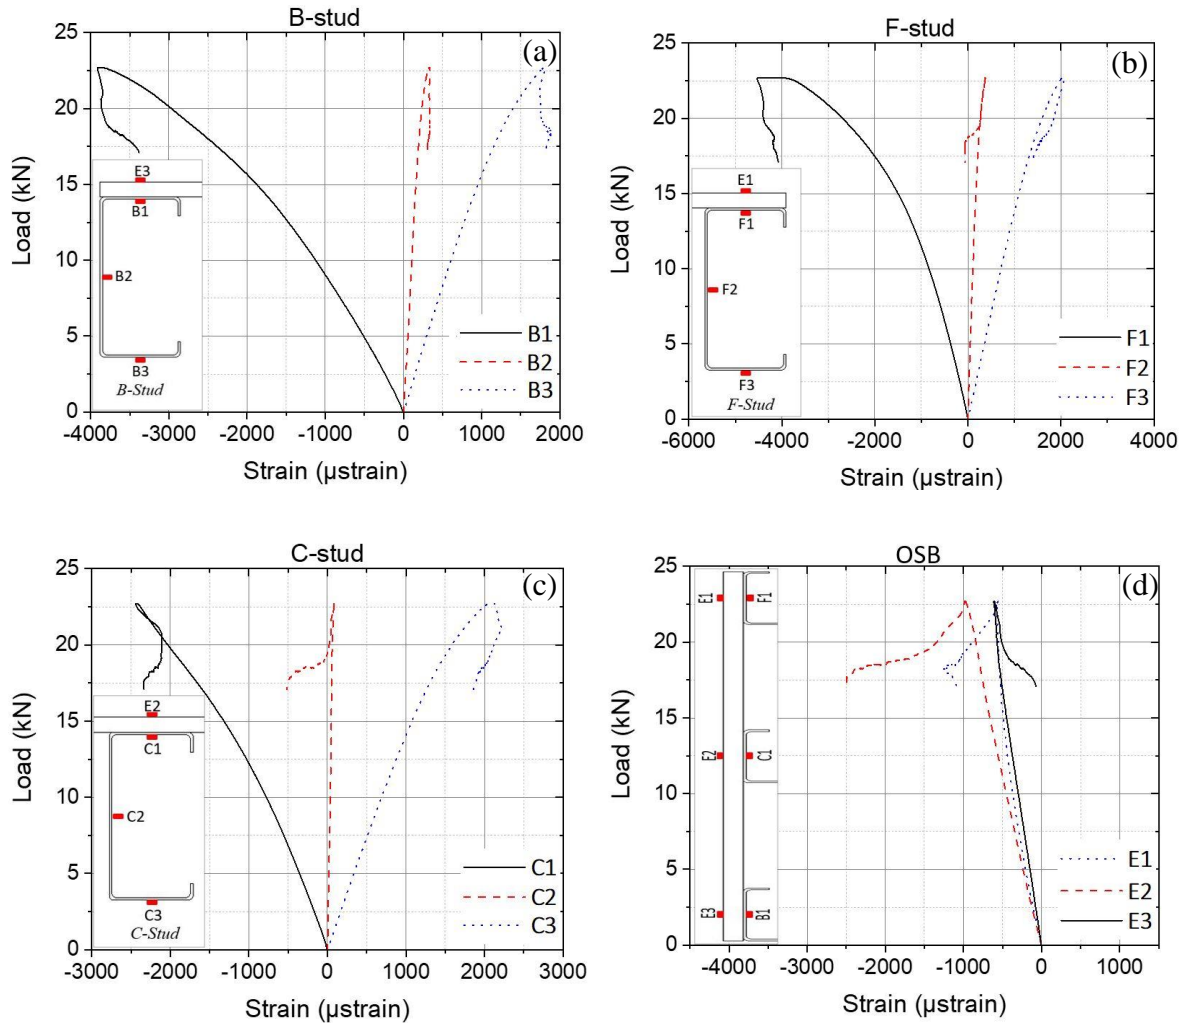 B-stud
(a)
25
20
15
10
5
0
Load (kN)
E3
B1
B2
B3
B-Stud
B1
B2
B3
-4000 -3000 -2000 -1000 0 1000 2000
Strain (µstrain)
F-stud
(b)
25
20
15
10
5
0
Load (kN)
E1
F1
F2
F3
F-Stud
F1
F2
F3
-6000 -4000 -2000 0 2000 4000
Strain (µstrain)
C-stud
(c)
25
20
15
10
5
0
Load (kN)
E2
C1
C2
C3
C-Stud
C1
C2
C3
-3000 -2000 -1000 0 1000 2000 3000
Strain (µstrain)
OSB
(d)
25
20
15
10
5
0
Load (kN)
E1 F1
E2 C1
E3 B1
E1
E2
E3
-4000 -3000 -2000 -1000 0 1000
Strain (µstrain)